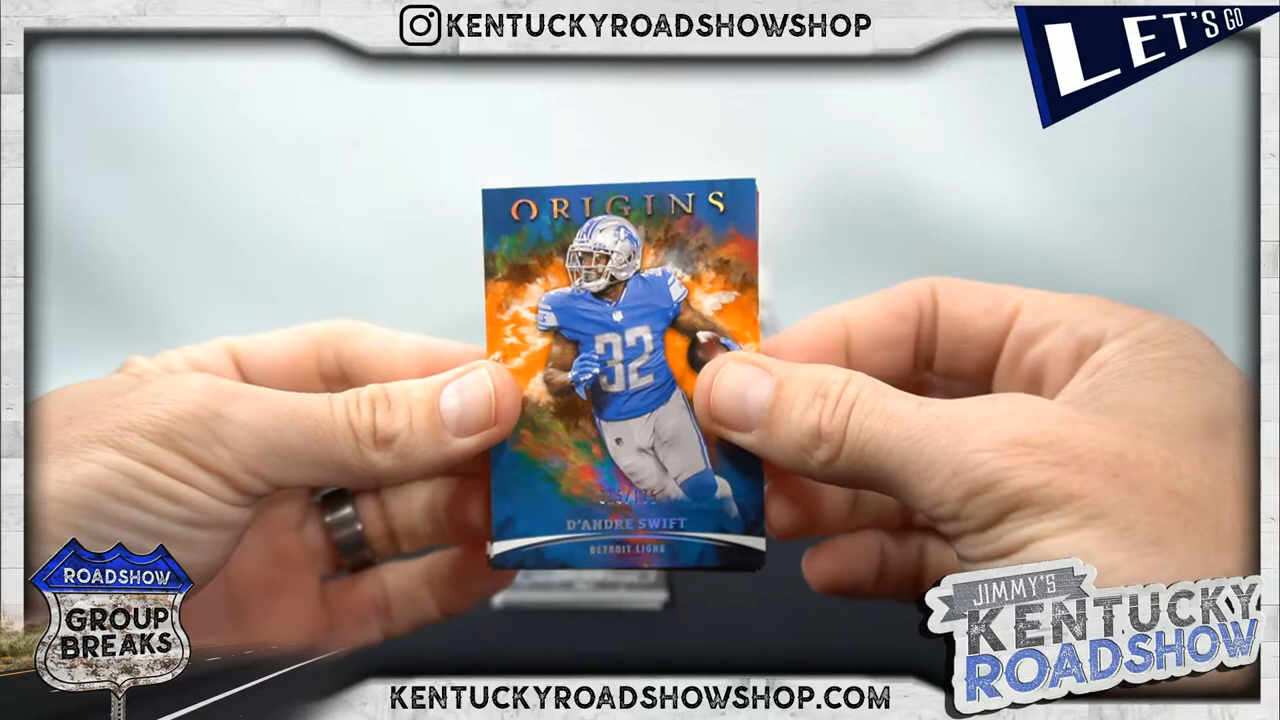 KENTUCKYROADSHOWSHOP
LET'S GO
ORIGINS
32
D'ANDRE SWIFT
DETROIT LIONS
ROADSHOW
GROUP
BREAKS
JIMMY'S
KENTUCKY
ROADSHOW
KENTUCKYROADSHOWSHOP.COM